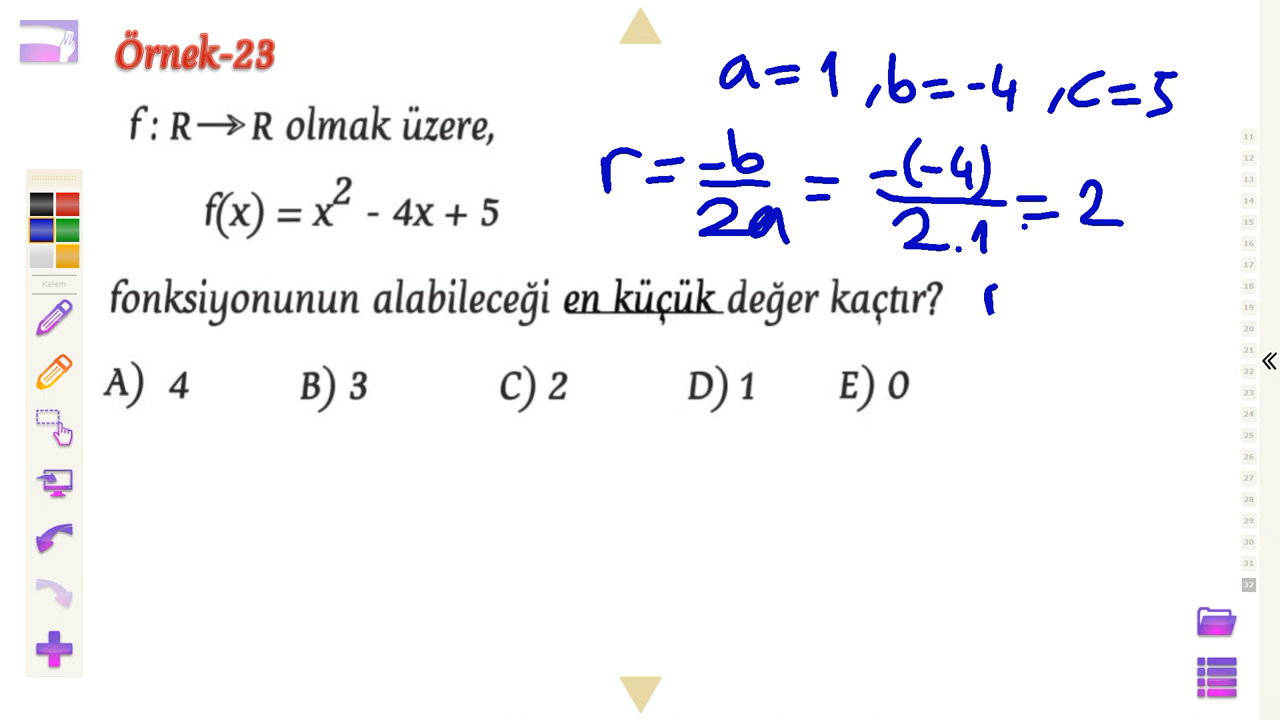 Örnek-23
f: R→R olmak üzere,
f(x) = x² - 4x + 5
fonksiyonunun alabileceği en küçük değer kaçtır?
A) 4 B) 3 C) 2 D) 1 E) 0
a=1, b=-4, c=5
r = -b/2a = -(-4)/2.1 = 2
r
Kalem
11
12
13
14
15
16
17
18
19
20
21
22
23
24
25
26
27
28
29
30
31
32